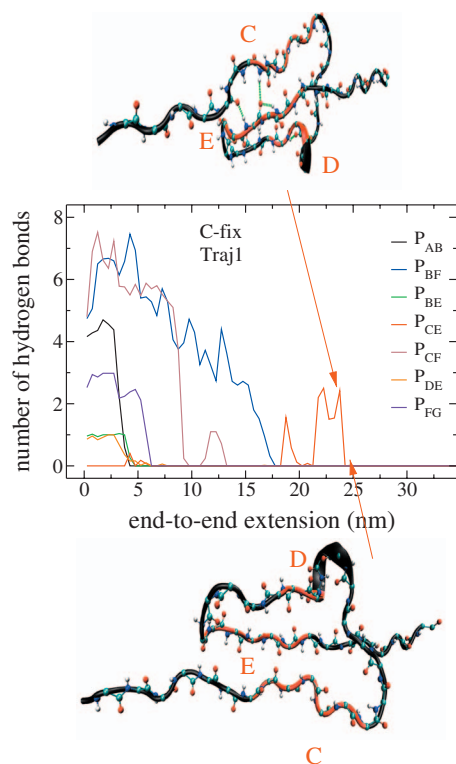 C
E
D
number of hydrogen bonds
8
6
4
2
0
C-fix
Traj1
P_AB
P_BF
P_BE
P_CE
P_CF
P_DE
P_FG
0 5 10 15 20 25 30
end-to-end extension (nm)
D
E
C